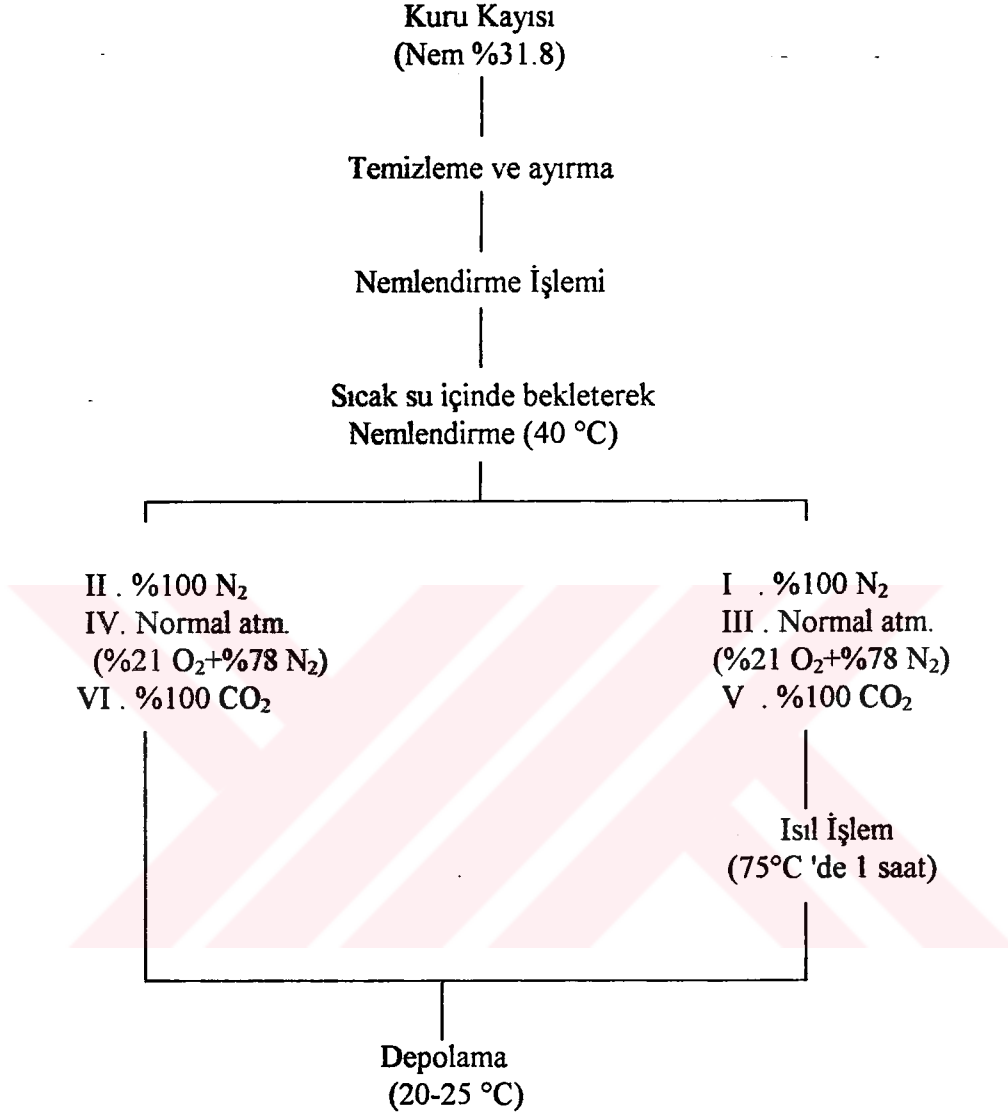 Kuru Kayısı
(Nem %31.8)
Temizleme ve ayırma
Nemlendirme İşlemi
Sıcak su içinde bekleterek
Nemlendirme (40 °C)
II . %100 N₂
IV. Normal atm.
(%21 O₂+%78 N₂)
VI . %100 CO₂
I . %100 N₂
III . Normal atm.
(%21 O₂+%78 N₂)
V . %100 CO₂
Isıl İşlem
(75°C 'de 1 saat)
Depolama
(20-25 °C)